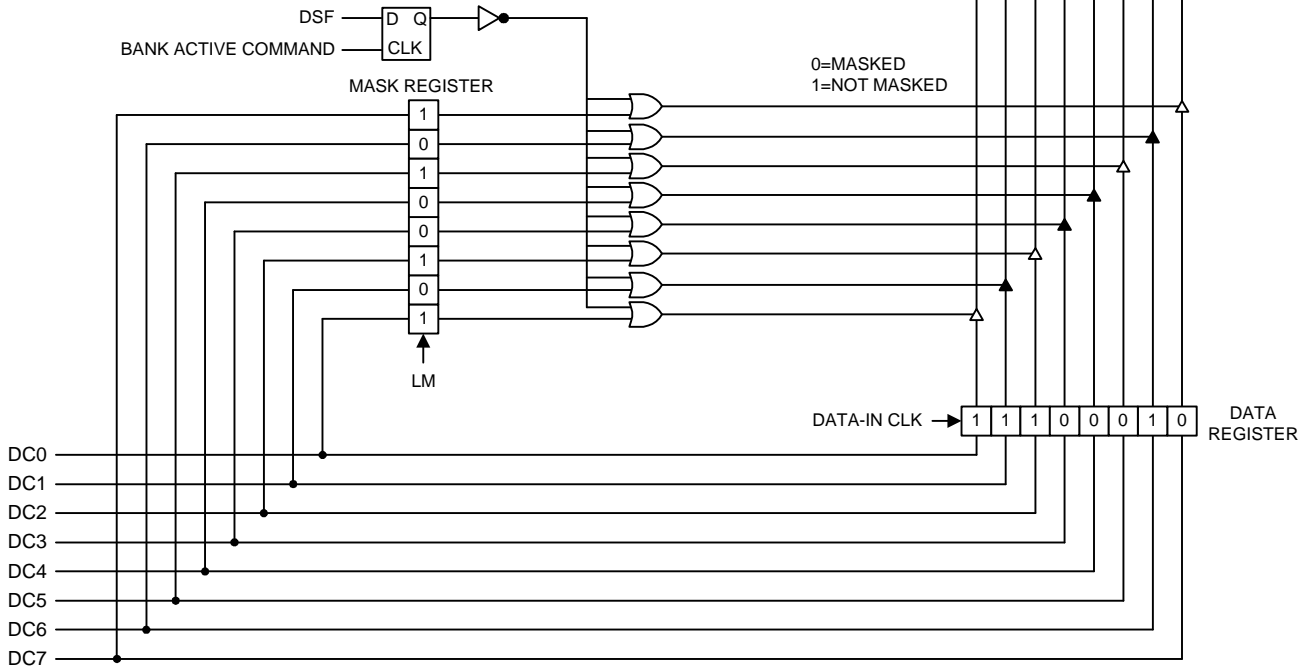 DSF
D Q
BANK ACTIVE COMMAND
CLK
0=MASKED
1=NOT MASKED
MASK REGISTER
1
0
1
0
0
1
0
1
LM
DATA-IN CLK
1 1 1 0 0 0 1 0
DATA
REGISTER
DC0
DC1
DC2
DC3
DC4
DC5
DC6
DC7